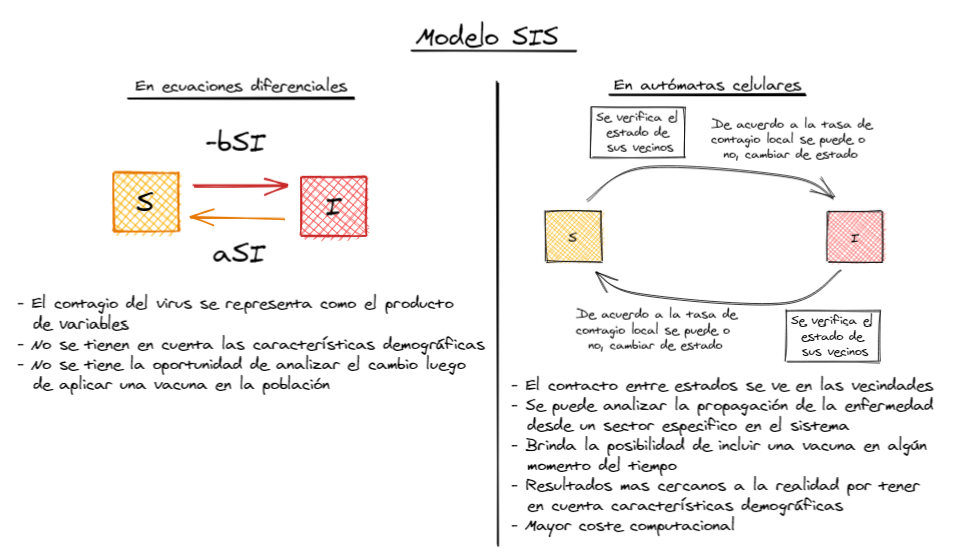 Modelo SIS
En ecuaciones diferenciales
-bSI
S
I
aSI
- El contagio del virus se representa como el producto
de variables
- No se tienen en cuenta las características demográficas
- No se tiene la oportunidad de analizar el cambio luego
de aplicar una vacuna en la población
En autómatas celulares
Se verifica el
estado de
sus vecinos
De acuerdo a la tasa de
contagio local se puede o
no, cambiar de estado
S
I
De acuerdo a la tasa de
contagio local se puede o
no, cambiar de estado
Se verifica el
estado de
sus vecinos
- El contacto entre estados se ve en las vecindades
- Se puede analizar la propagación de la enfermedad
desde un sector especifico en el sistema
- Brinda la posibilidad de incluir una vacuna en algún
momento del tiempo
- Resultados mas cercanos a la realidad por tener
en cuenta características demográficas
- Mayor coste computacional